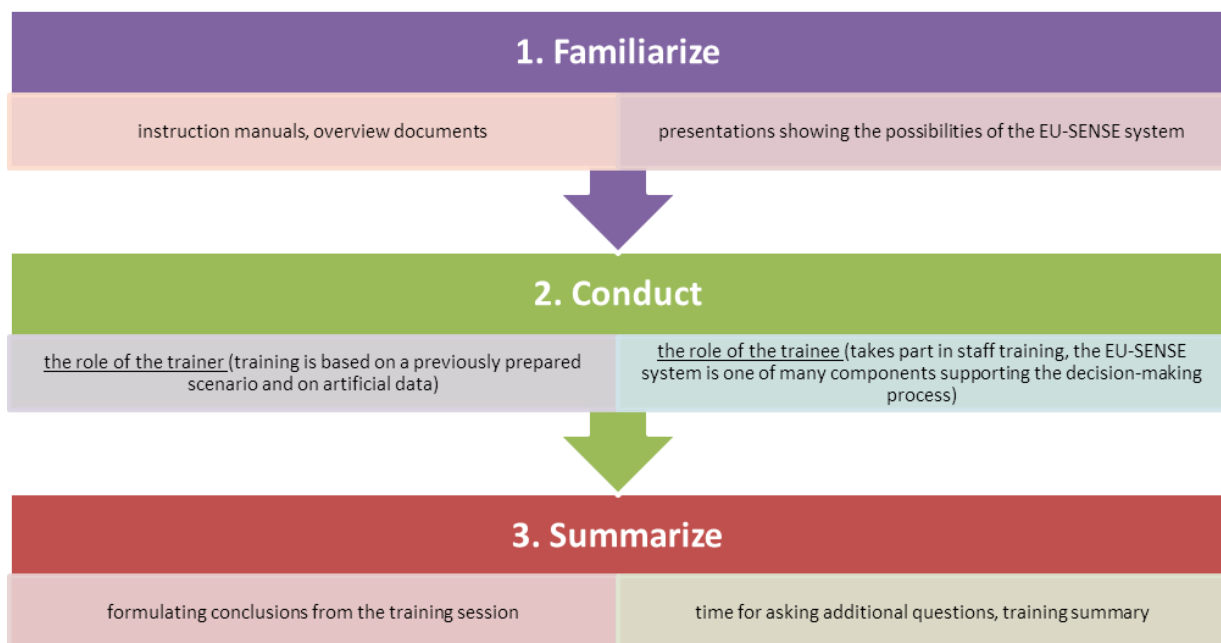 1. Familiarize
instruction manuals, overview documents
presentations showing the possibilities of the EU-SENSE system
2. Conduct
the role of the trainer (training is based on a previously prepared
scenario and on artificial data)
the role of the trainee (takes part in staff training, the EU-SENSE
system is one of many components supporting the decision-making
process)
3. Summarize
formulating conclusions from the training session
time for asking additional questions, training summary